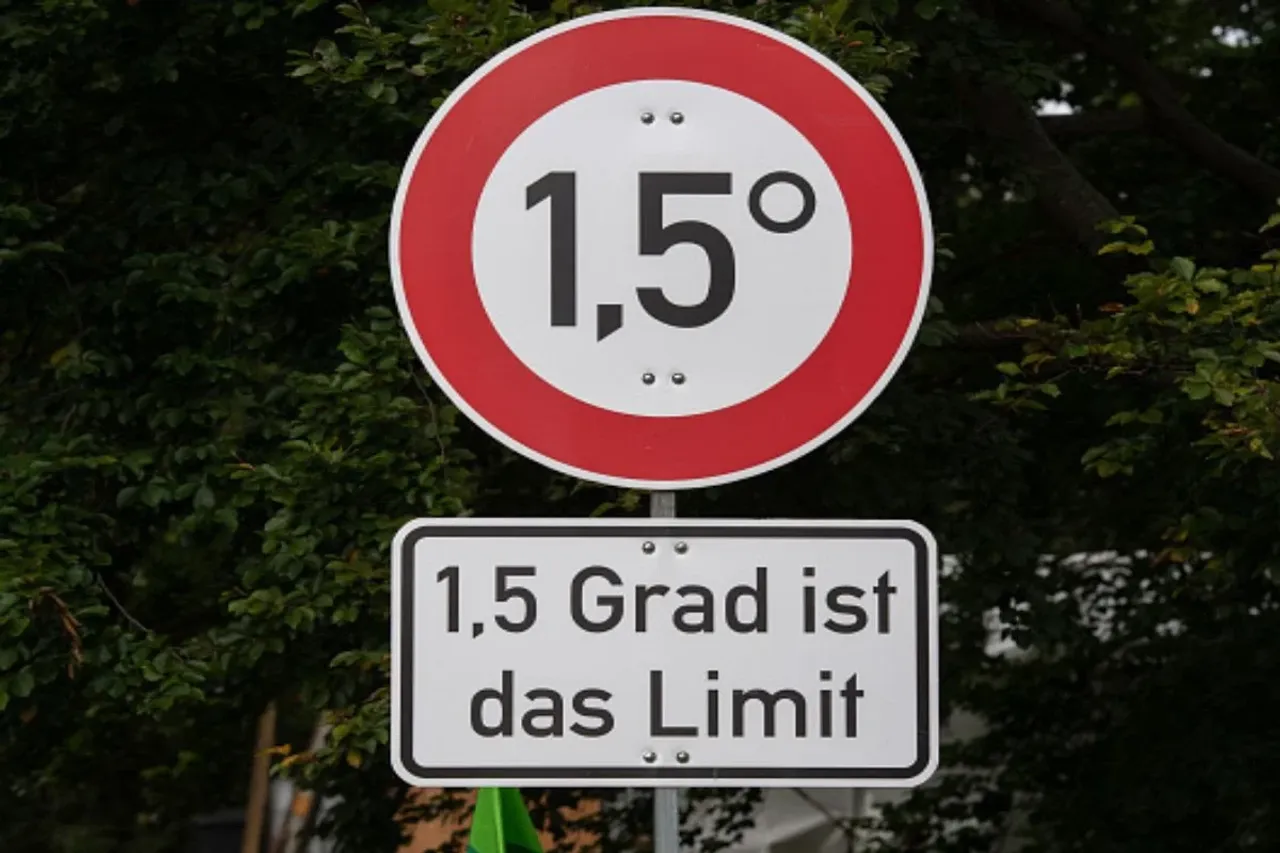 1,5°
1,5 Grad ist
das Limit